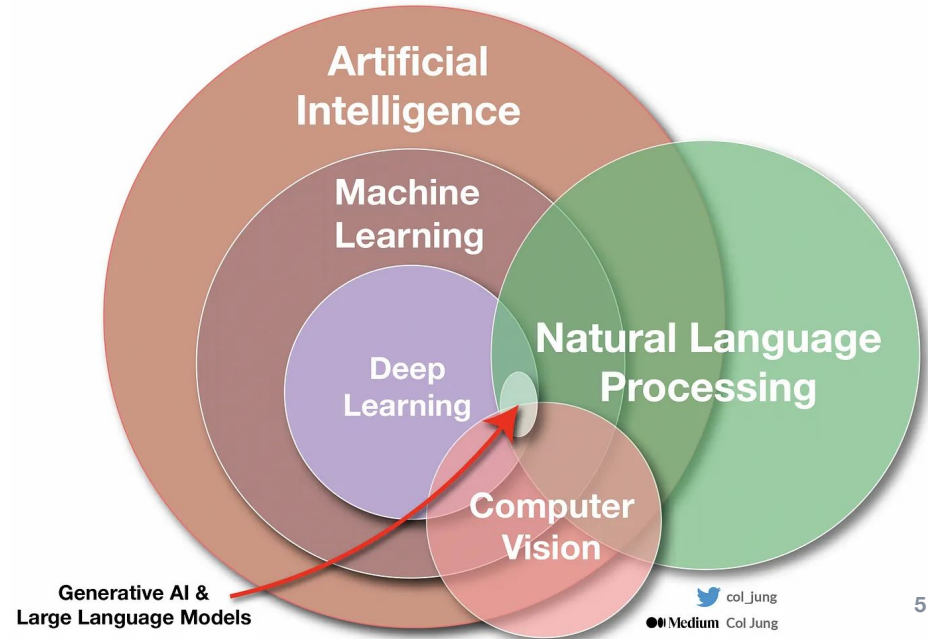 Artificial
Intelligence
Machine
Learning
Natural Language
Processing
Deep
Learning
Computer
Vision
Generative AI &
Large Language Models
col_jung
Medium Col Jung
5